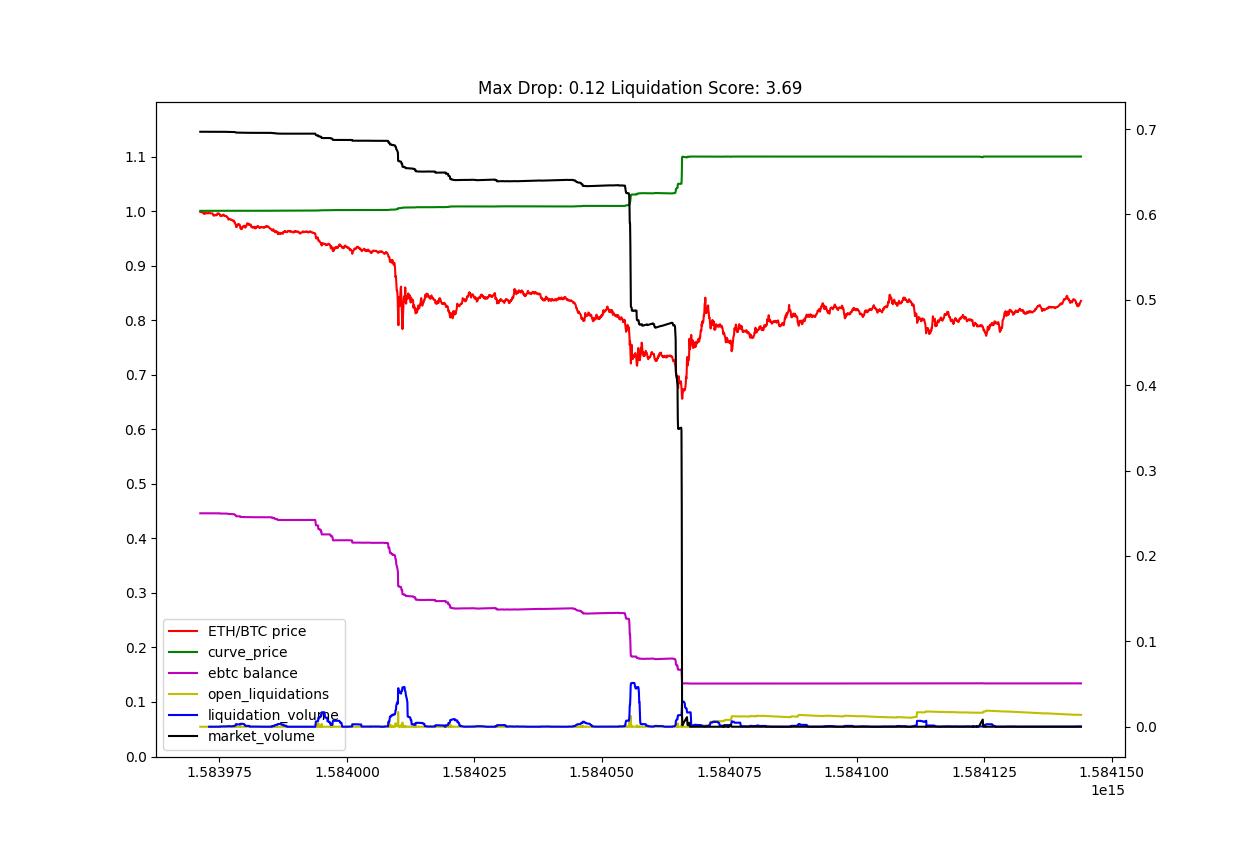 Max Drop: 0.12 Liquidation Score: 3.69
1.1
1.0
0.9
0.8
0.7
0.6
0.5
0.4
0.3
0.2
0.1
0.0
0.7
0.6
0.5
0.4
0.3
0.2
0.1
0.0
ETH/BTC price
curve_price
ebtc balance
open_liquidations
liquidation_volume
market_volume
1.583975 1.584000 1.584025 1.584050 1.584075 1.584100 1.584125 1.584150
1e15